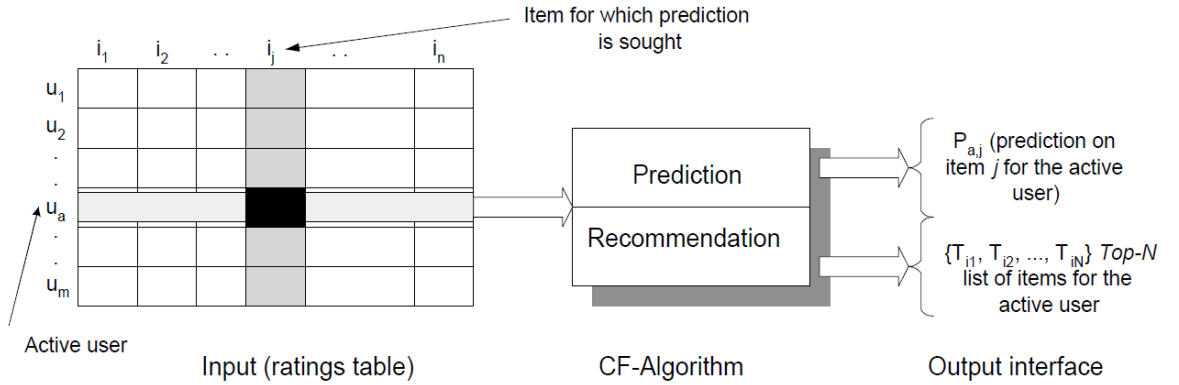 Item for which prediction
is sought
i1 i2 . . ij . . in
u1
u2
.
.
ua
.
.
um
Active user
Input (ratings table)
Prediction
Recommendation
CF-Algorithm
Pa,j (prediction on
item j for the active
user)
{Ti1, Ti2, ..., TiN} Top-N
list of items for the
active user
Output interface